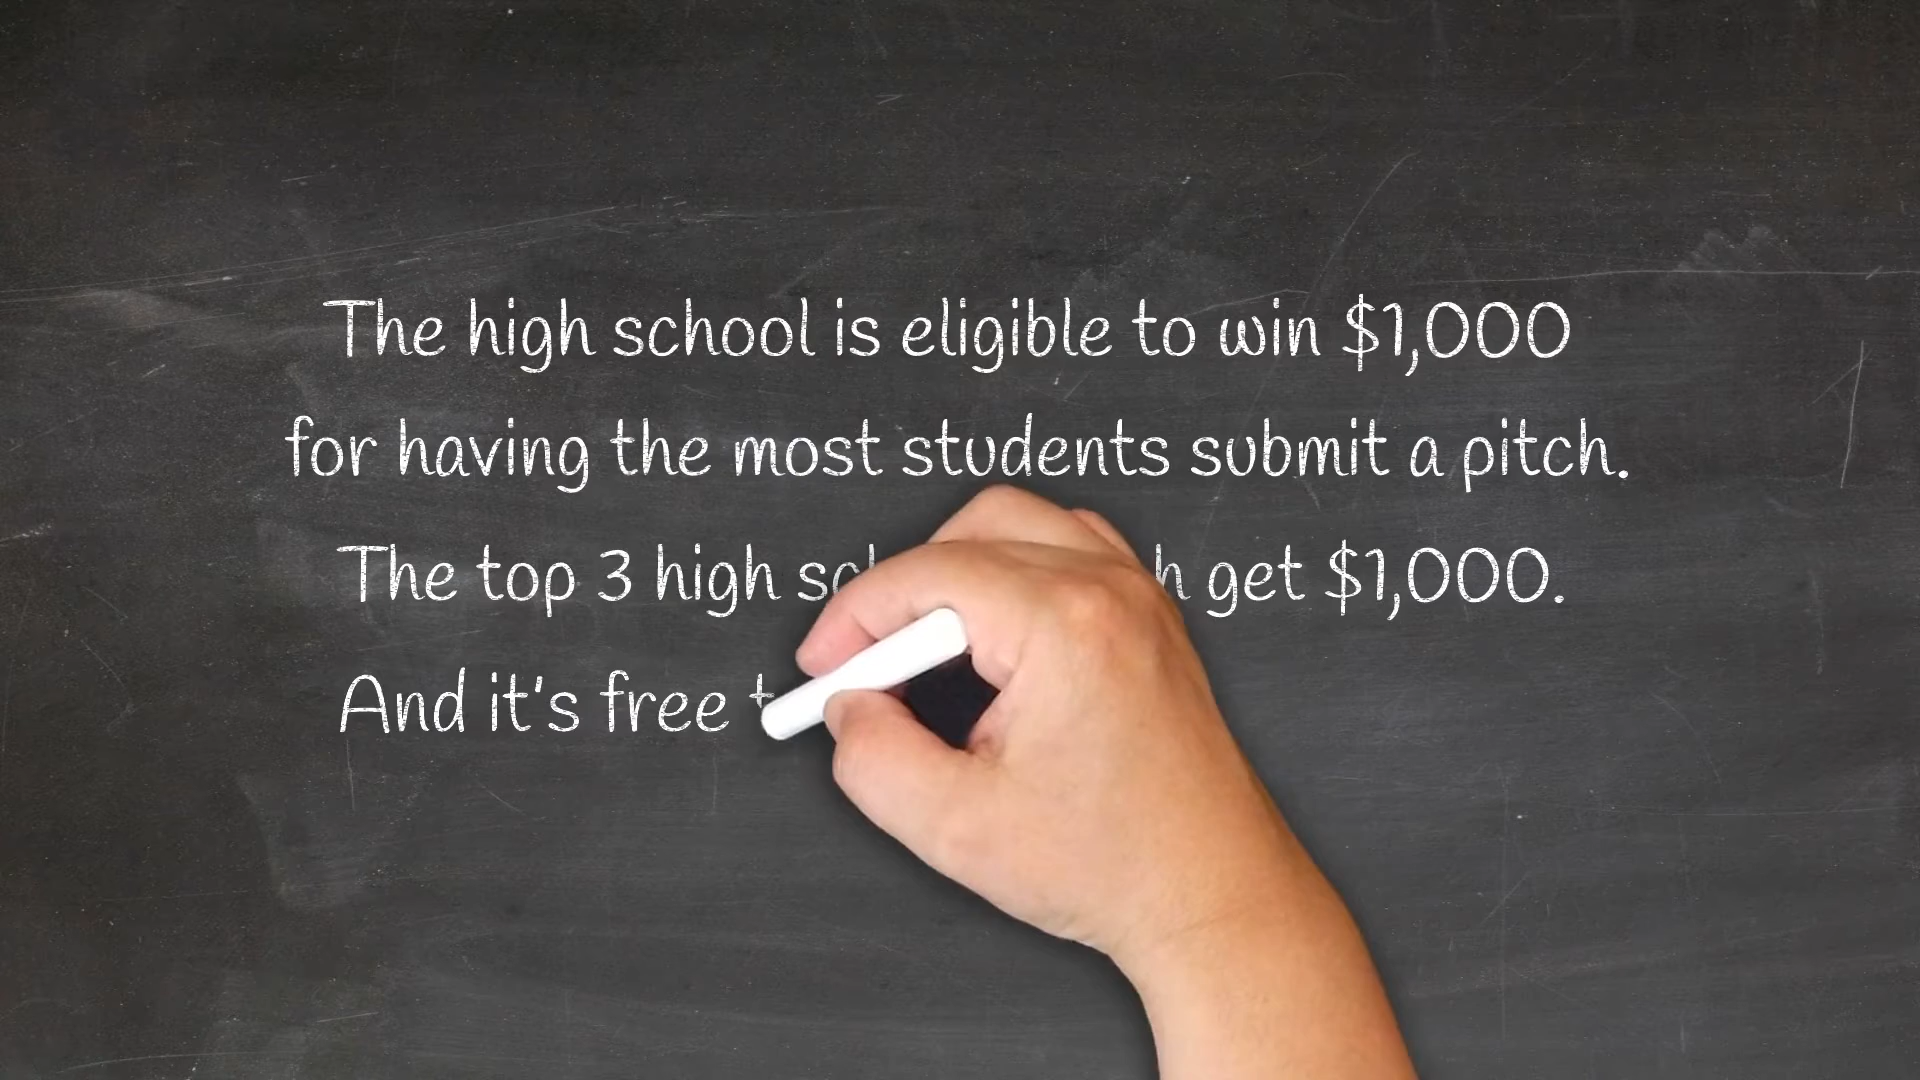 The high school is eligible to win $1,000
for having the most students submit a pitch.
The top 3 high get $1,000.
And it's free